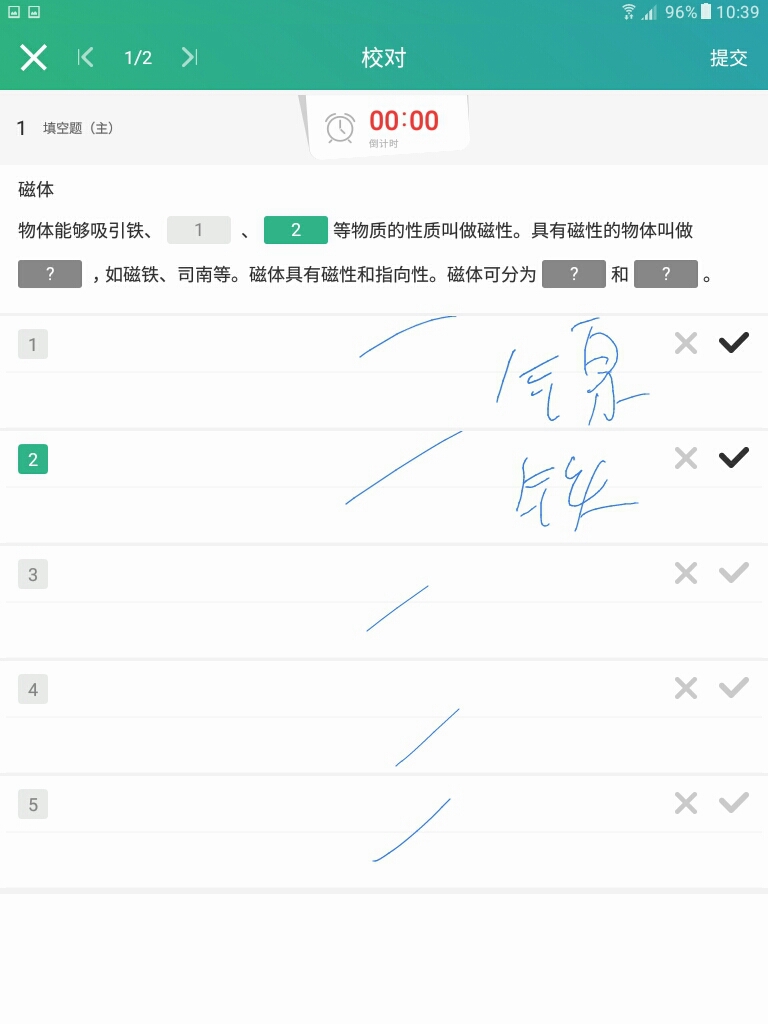 96% 10:39
1/2 校对 提交
1 填空题（主） 00:00
倒计时
磁体
物体能够吸引铁、 1 、 2 等物质的性质叫做磁性。具有磁性的物体叫做
? ，如磁铁、司南等。磁体具有磁性和指向性。磁体可分为 ? 和 ? 。
1
2
3
4
5